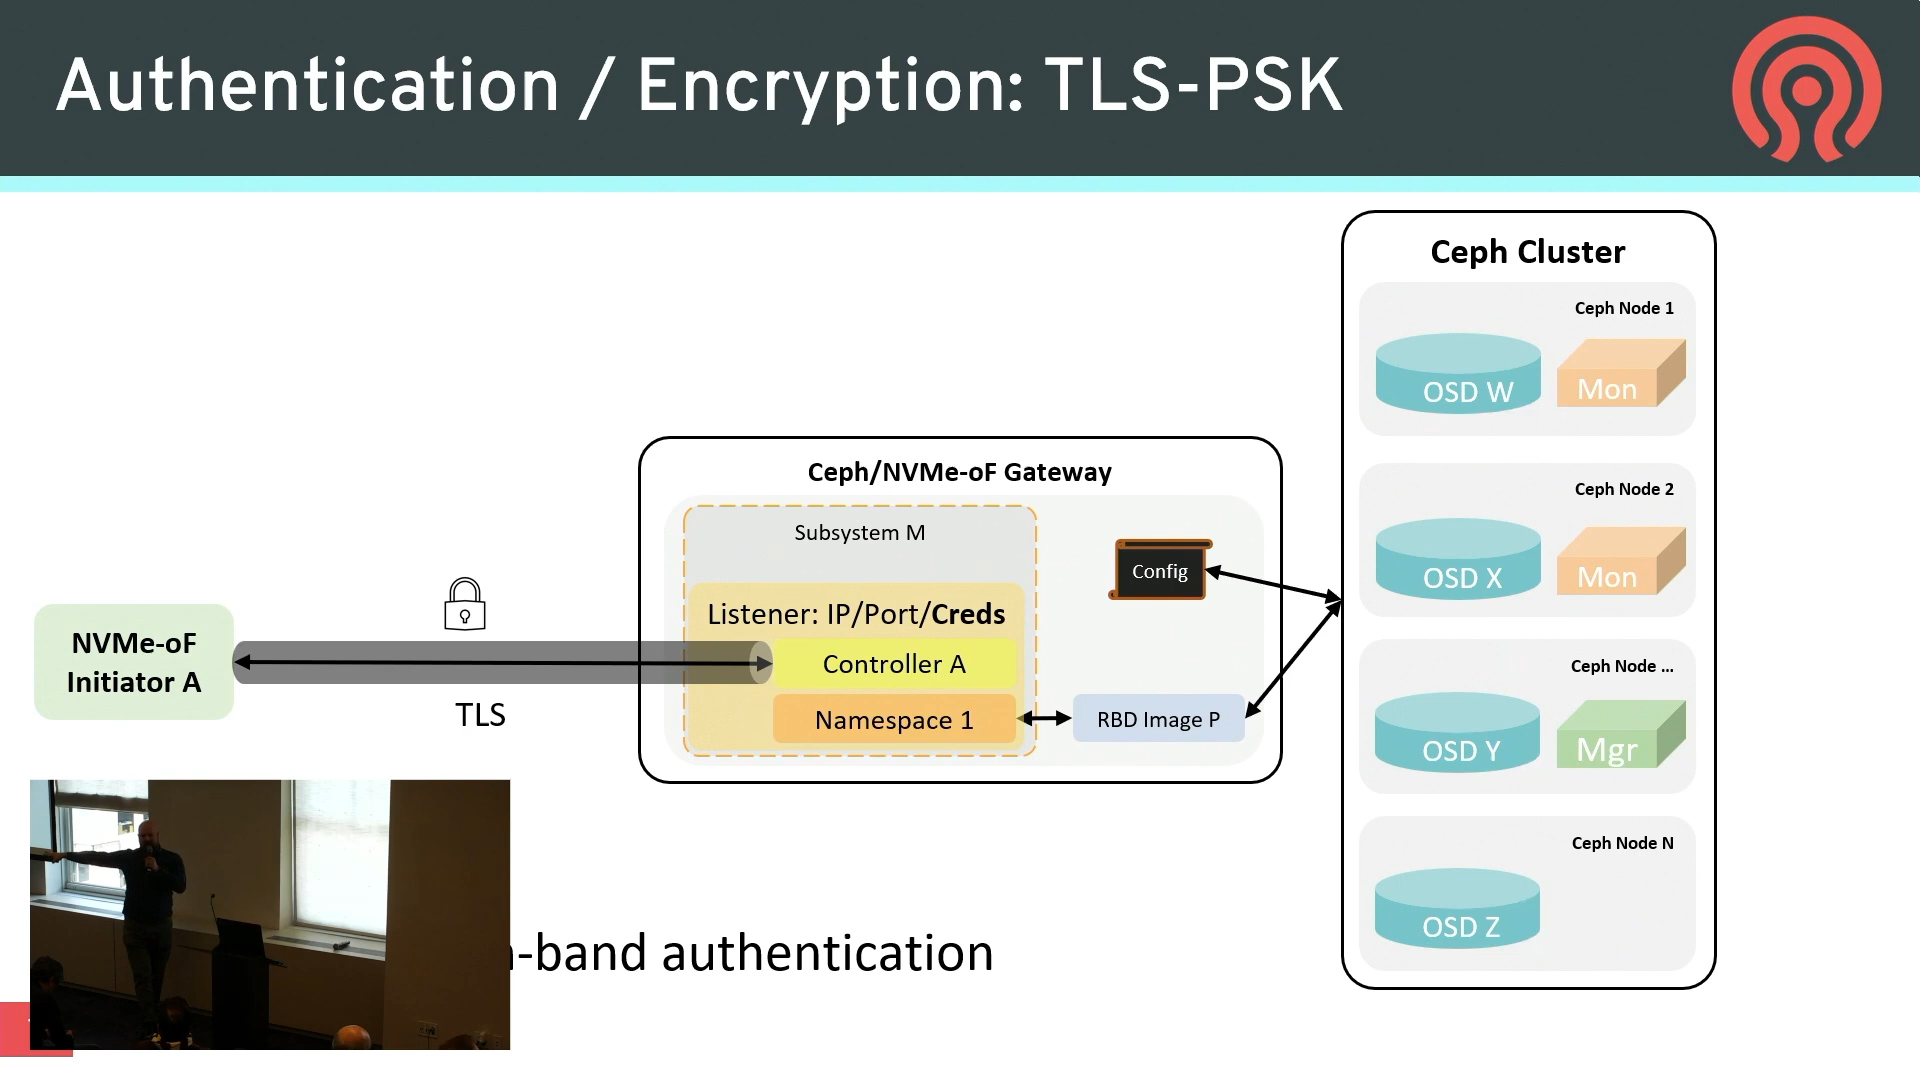 Authentication / Encryption: TLS-PSK
Ceph Cluster
Ceph Node 1
OSD W
Mon
Ceph Node 2
OSD X
Mon
Ceph Node ...
OSD Y
Mgr
Ceph Node N
OSD Z
Ceph/NVMe-oF Gateway
Subsystem M
Listener: IP/Port/Creds
Controller A
Namespace 1
Config
RBD Image P
NVMe-oF
Initiator A
TLS
-band authentication